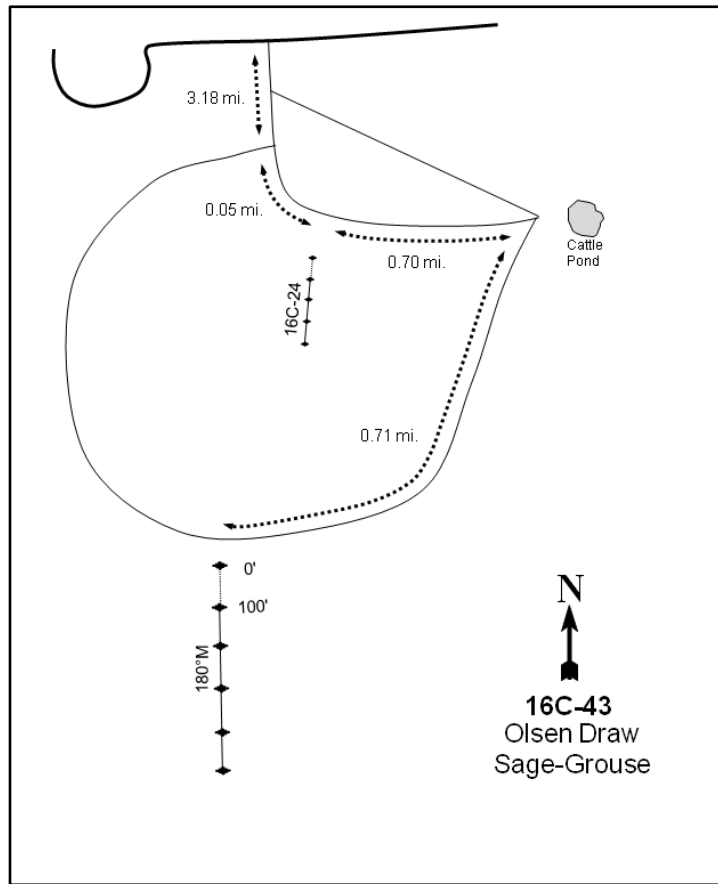 3.18 mi.
0.05 mi.
0.70 mi.
Cattle
Pond
16C-24
0.71 mi.
0'
100'
180°M
N
16C-43
Olsen Draw
Sage-Grouse